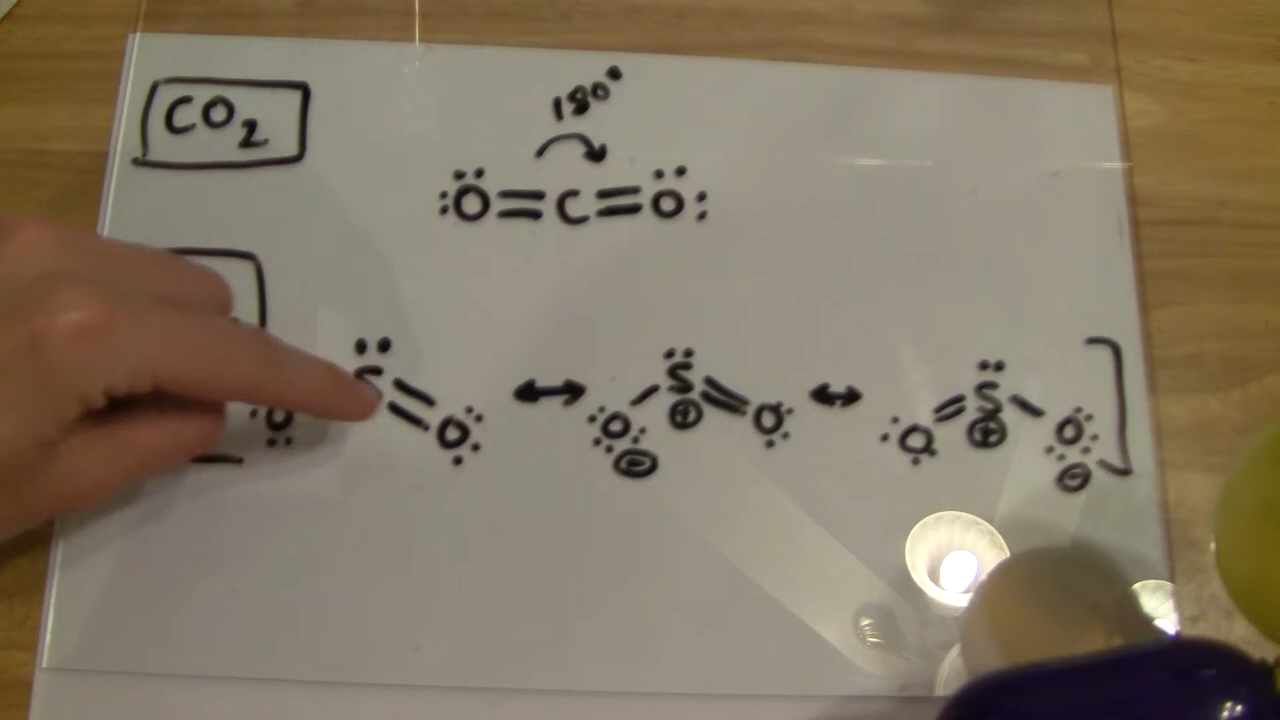 CO₂
180°
:Ö=C=Ö:
S̈=Ö: ↔ :Ö-S̈⊕=Ö: ⊖ ↔ :Ö=S̈⊕-Ö: ⊖ ]